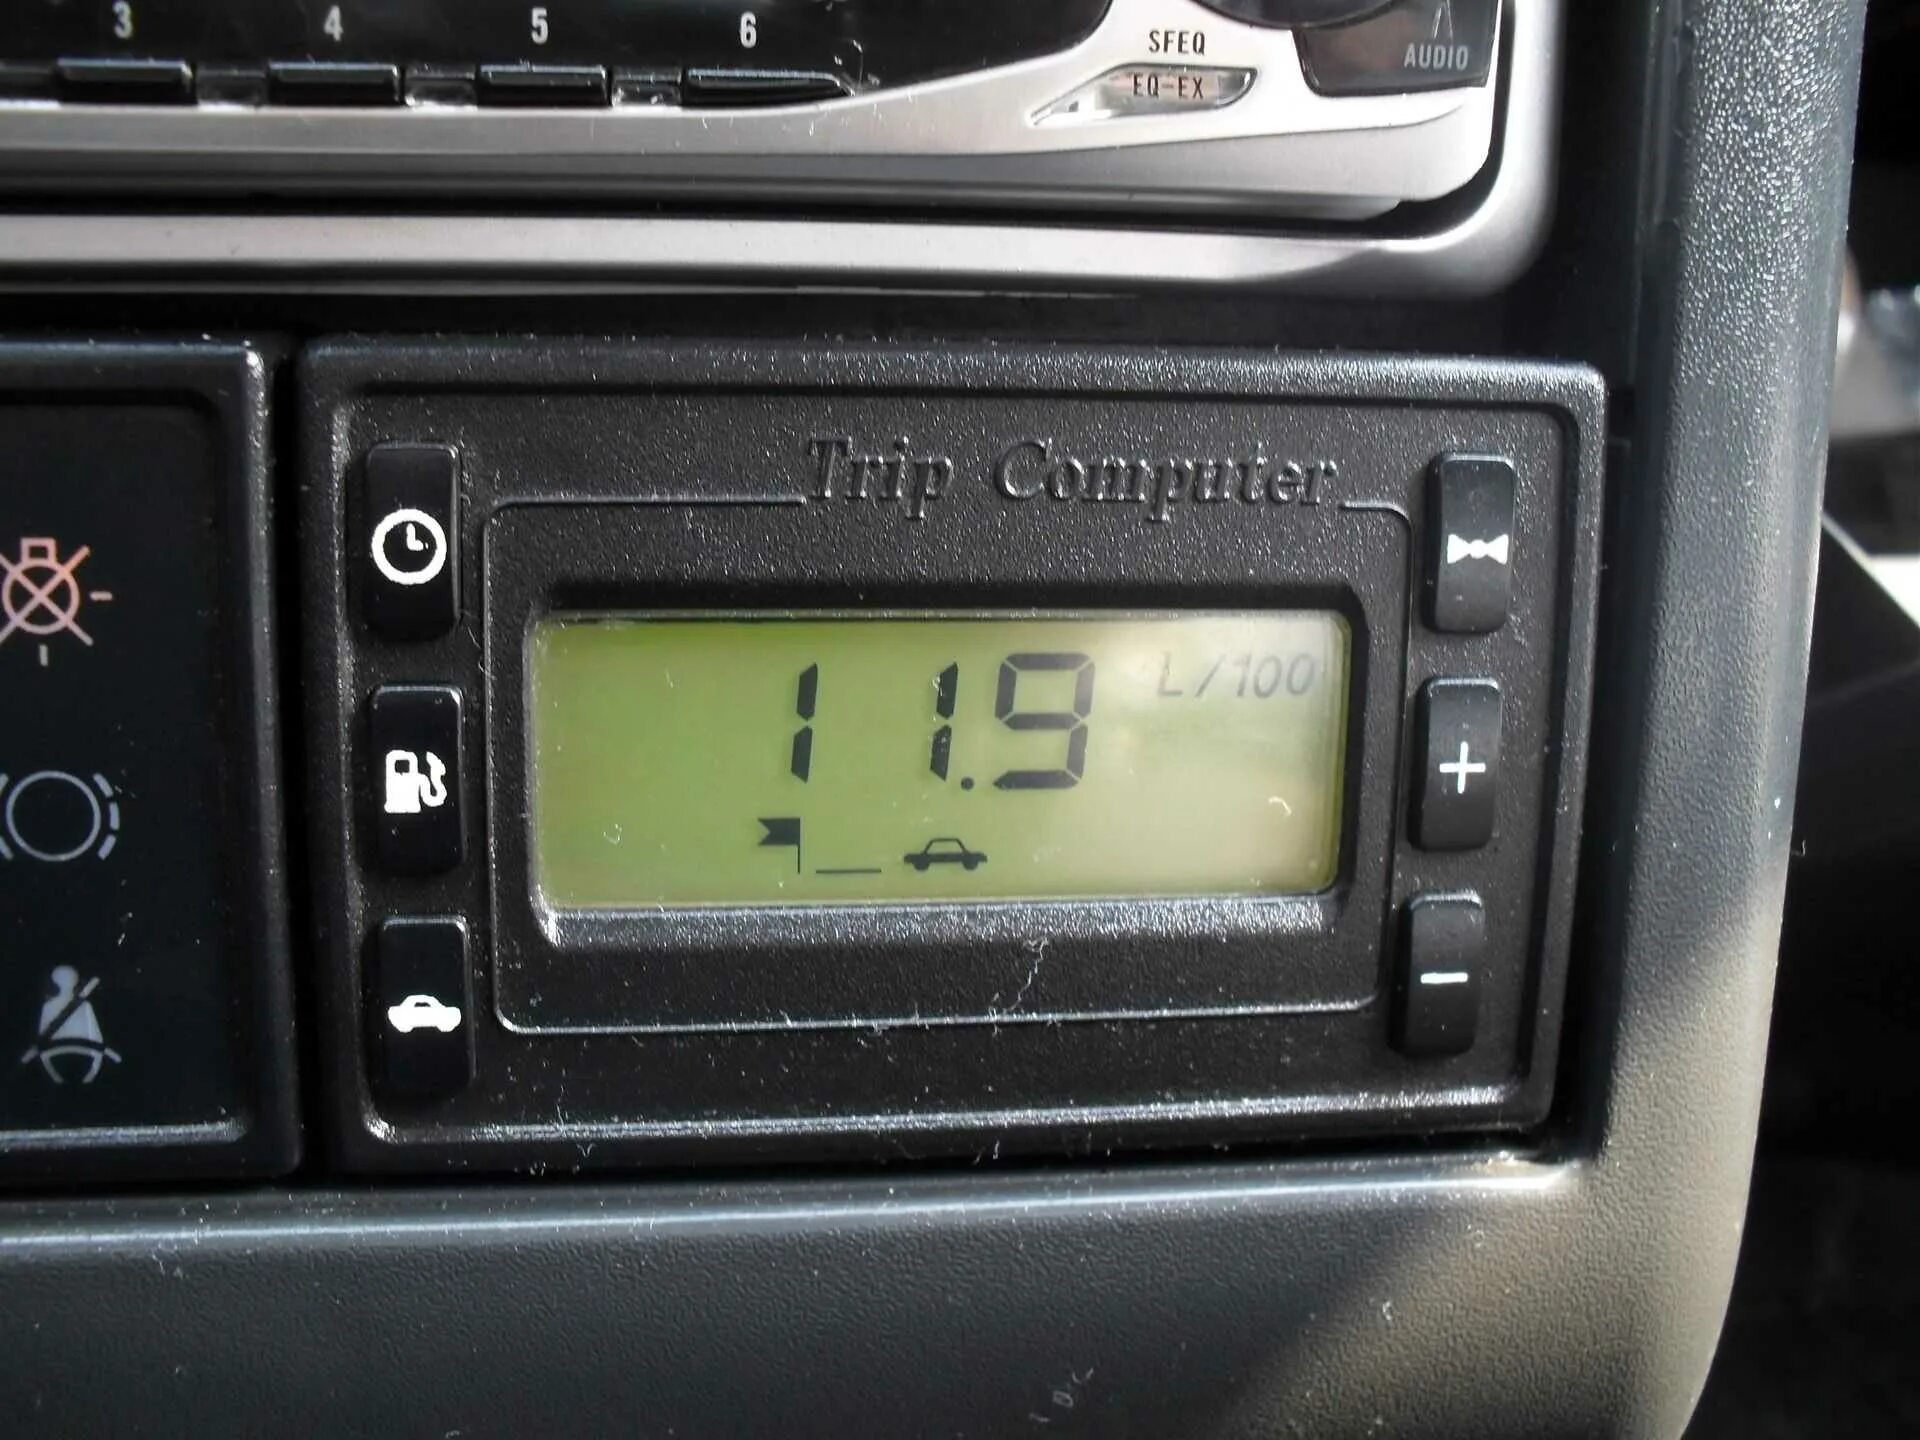 3 4 5 6
SFEQ
EQ-EX
AUDIO
Trip Computer
11.9 L/100
+
-